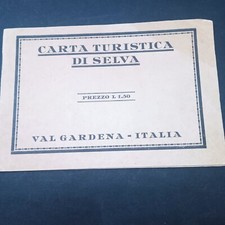 CARTA TURISTICA
DI SELVA
PREZZO L 1.50
VAL GARDENA - ITALIA